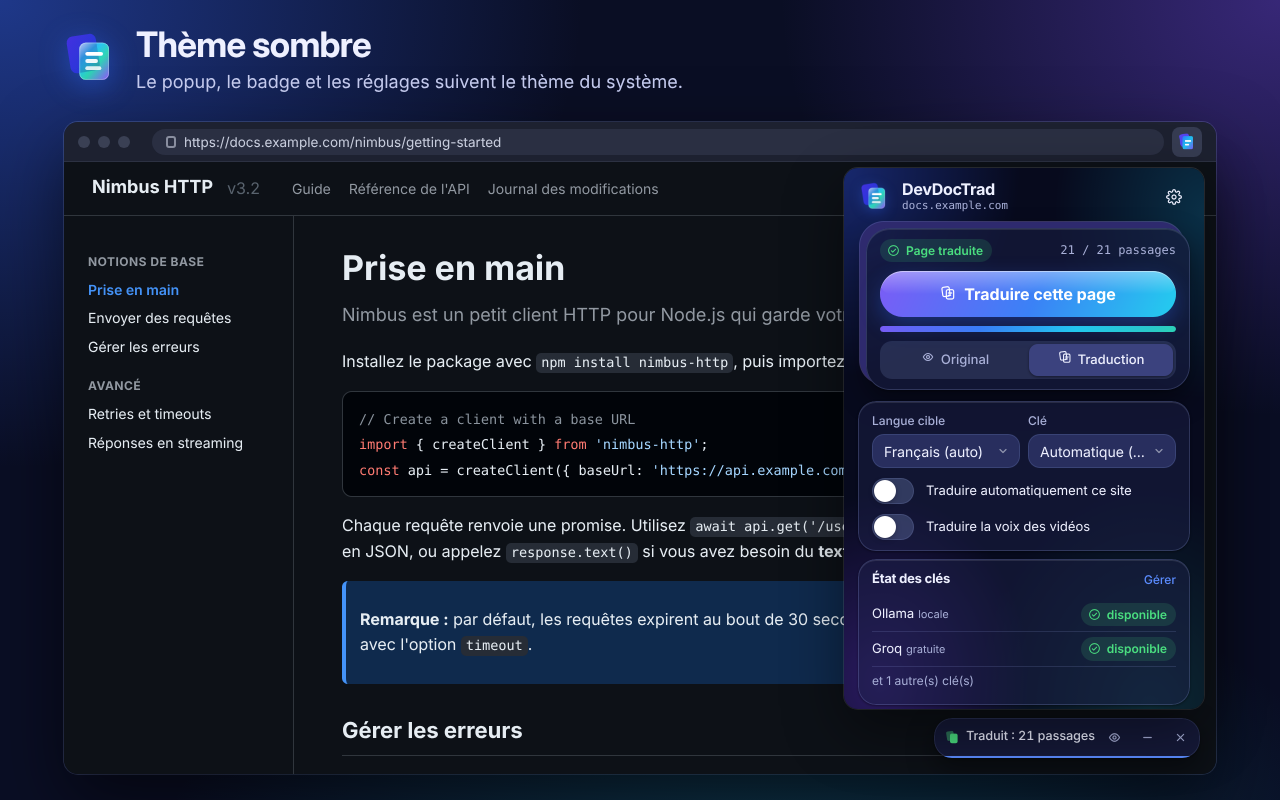 Thème sombre
Le popup, le badge et les réglages suivent le thème du système.
https://docs.example.com/nimbus/getting-started
Nimbus HTTP v3.2 Guide Référence de l'API Journal des modifications
NOTIONS DE BASE
Prise en main
Envoyer des requêtes
Gérer les erreurs
AVANCÉ
Retries et timeouts
Réponses en streaming
Prise en main
Nimbus est un petit client HTTP pour Node.js qui garde
Installez le package avec npm install nimbus-http, puis importez
// Create a client with a base URL
import { createClient } from 'nimbus-http';
const api = createClient({ baseUrl: 'https://api.example.com
Chaque requête renvoie une promise. Utilisez await api.get('/use
en JSON, ou appelez response.text() si vous avez besoin du
Remarque : par défaut, les requêtes expirent au bout de 30
avec l'option timeout.
Gérer les erreurs
DevDocTrad
docs.example.com
Page traduite 21 / 21 passages
Traduire cette page
Original Traduction
Langue cible Clé
Français (auto) Automatique (...
Traduire automatiquement ce site
Traduire la voix des vidéos
État des clés Gérer
Ollama locale disponible
Groq gratuite disponible
et 1 autre(s) clé(s)
Traduit : 21 passages